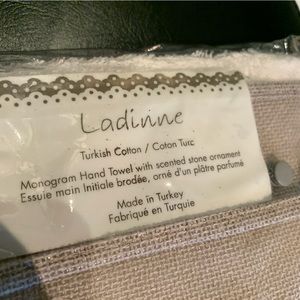 Ladinne
Turkish Cotton / Coton Turc
Monogram Hand Towel with scented stone ornament
Essuie main Initiale brodée, orné d'un plâtre parfumé
Made in Turkey
Fabriqué en Turquie